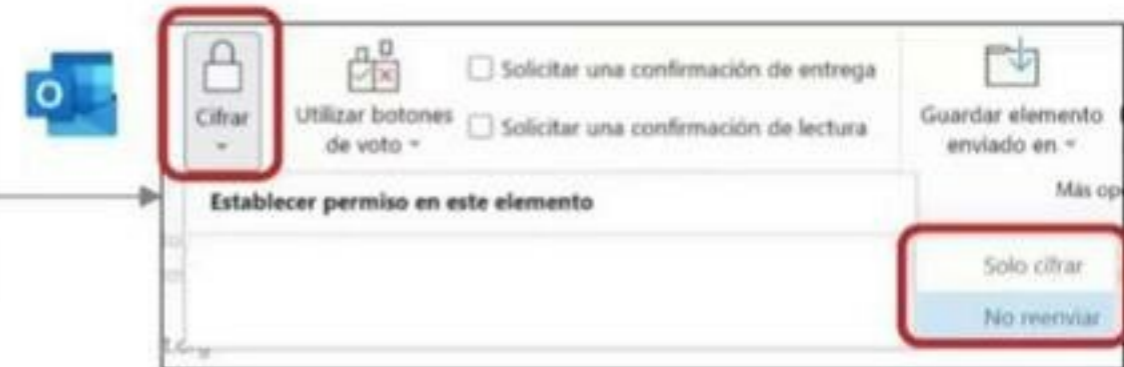 Cifrar
Utilizar botones
de voto
Solicitar una confirmación de entrega
Solicitar una confirmación de lectura
Guardar elemento
enviado en
Más op
Establecer permiso en este elemento
Solo cifrar
No reenviar